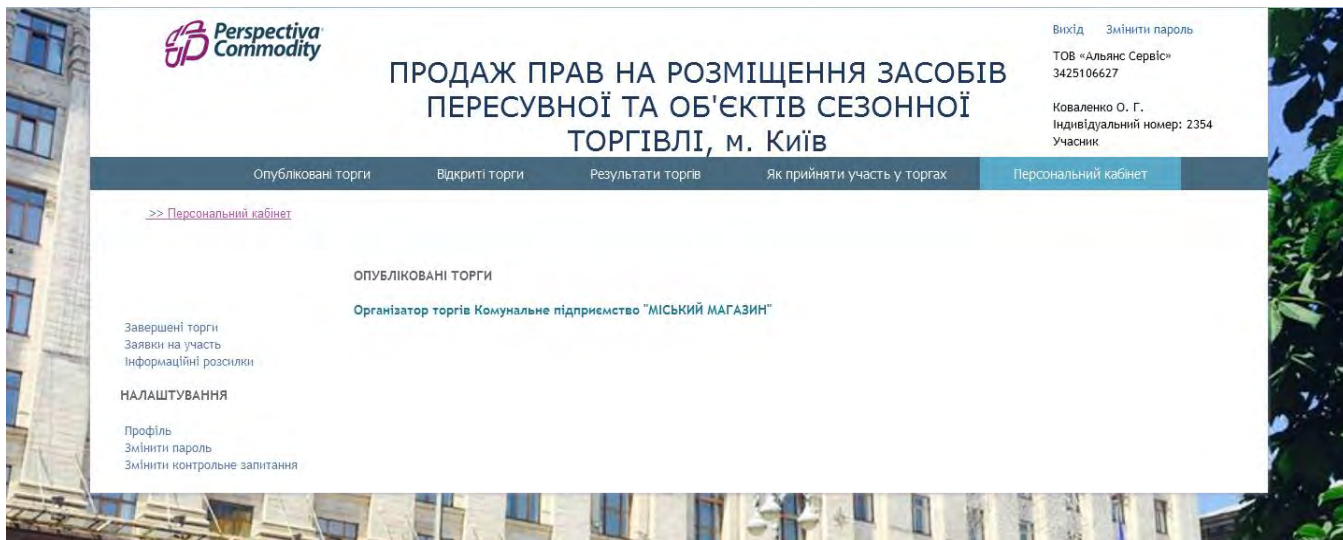 Perspectiva
Commodity
ПРОДАЖ ПРАВ НА РОЗМІЩЕННЯ ЗАСОБІВ
ПЕРЕСУВНОЇ ТА ОБ'ЄКТІВ СЕЗОННОЇ
ТОРГІВЛІ, м. Київ
Вихід Змінити пароль
ТОВ «Альянс Сервіс»
3425106627
Коваленко О. Г.
Індивідуальний номер: 2354
Учасник
Опубліковані торги Відкриті торги Результати торгів Як прийняти участь у торгах Персональний кабінет
>> Персональний кабінет
ОПУБЛІКОВАНІ ТОРГИ
Організатор торгів Комунальне підприємство "МІСЬКИЙ МАГАЗИН"
Завершені торги
Заявки на участь
Інформаційні розсилки
НАЛАШТУВАННЯ
Профіль
Змінити пароль
Змінити контрольне запитання